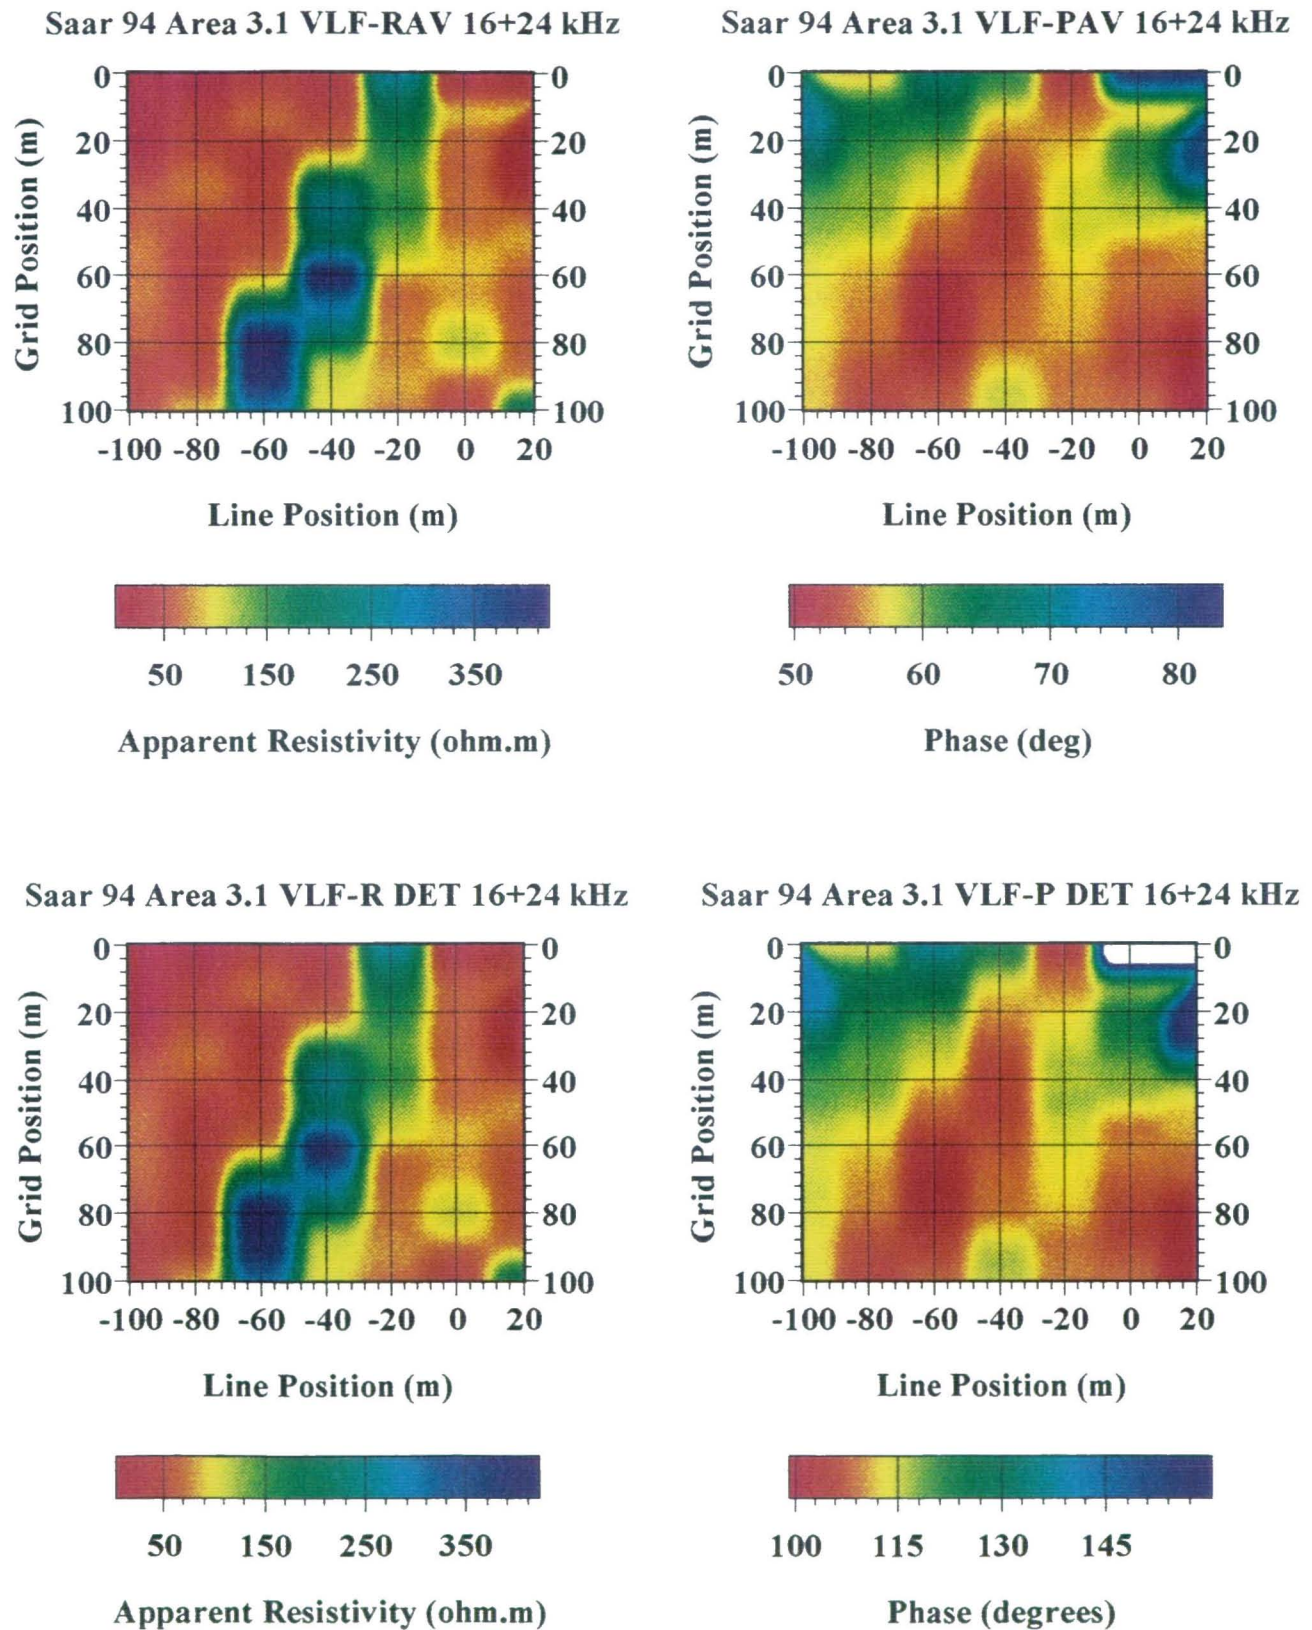 Saar 94 Area 3.1 VLF-RAV 16+24 kHz
0 0
20 20
40 40
60 60
80 80
100 100
Grid Position (m)
-100 -80 -60 -40 -20 0 20
Line Position (m)
50 150 250 350
Apparent Resistivity (ohm.m)
Saar 94 Area 3.1 VLF-PAV 16+24 kHz
0 0
20 20
40 40
60 60
80 80
100 100
Grid Position (m)
-100 -80 -60 -40 -20 0 20
Line Position (m)
50 60 70 80
Phase (deg)
Saar 94 Area 3.1 VLF-R DET 16+24 kHz
0 0
20 20
40 40
60 60
80 80
100 100
Grid Position (m)
-100 -80 -60 -40 -20 0 20
Line Position (m)
50 150 250 350
Apparent Resistivity (ohm.m)
Saar 94 Area 3.1 VLF-P DET 16+24 kHz
0 0
20 20
40 40
60 60
80 80
100 100
Grid Position (m)
-100 -80 -60 -40 -20 0 20
Line Position (m)
100 115 130 145
Phase (degrees)